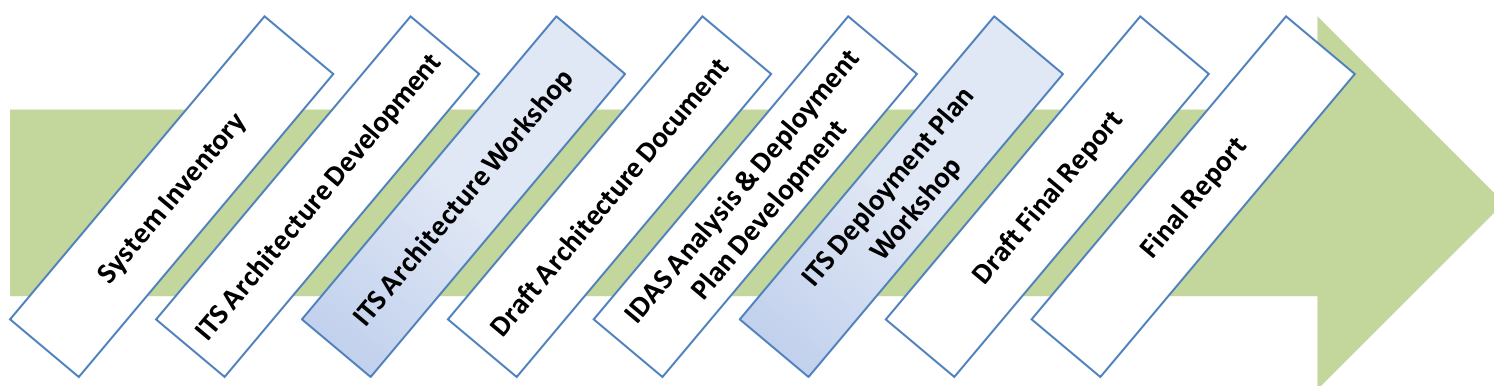 System Inventory
ITS Architecture Development
ITS Architecture Workshop
Draft Architecture Document
IDAS Analysis & Deployment
Plan Development
ITS Deployment Plan
Workshop
Draft Final Report
Final Report